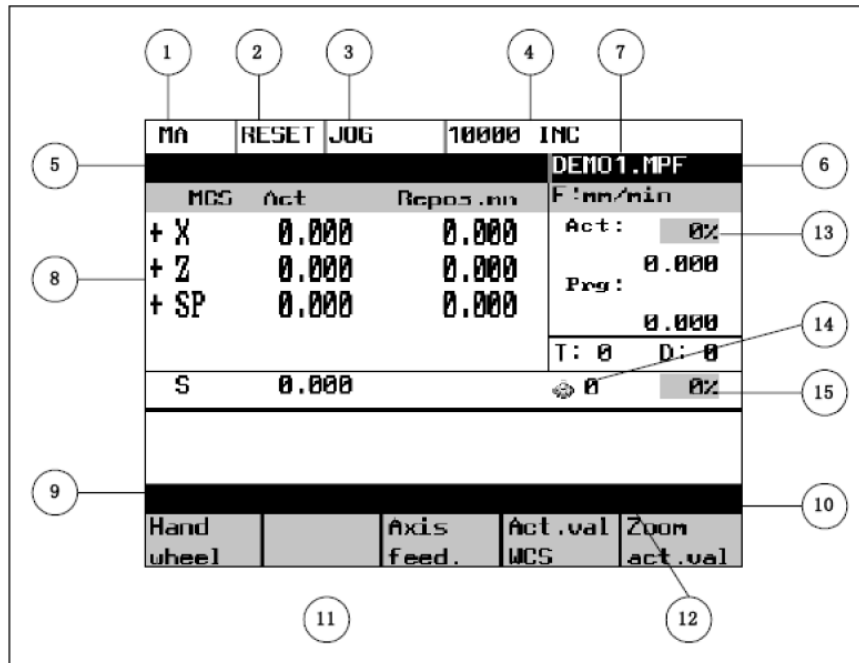 1 2 3 4 7
MA RESET JOG 10000 INC
5 DEMO1.MPF 6
MCS Act Repos.mm F:mm/min
+ X 0.000 0.000 Act: 0% 13
8 + Z 0.000 0.000 0.000
Prg:
+ SP 0.000 0.000 0.000
14
T: 0 D: 0
S 0.000 0 0% 15
9 10
Hand wheel Axis feed. Act.val WCS Zoom act.val
11 12